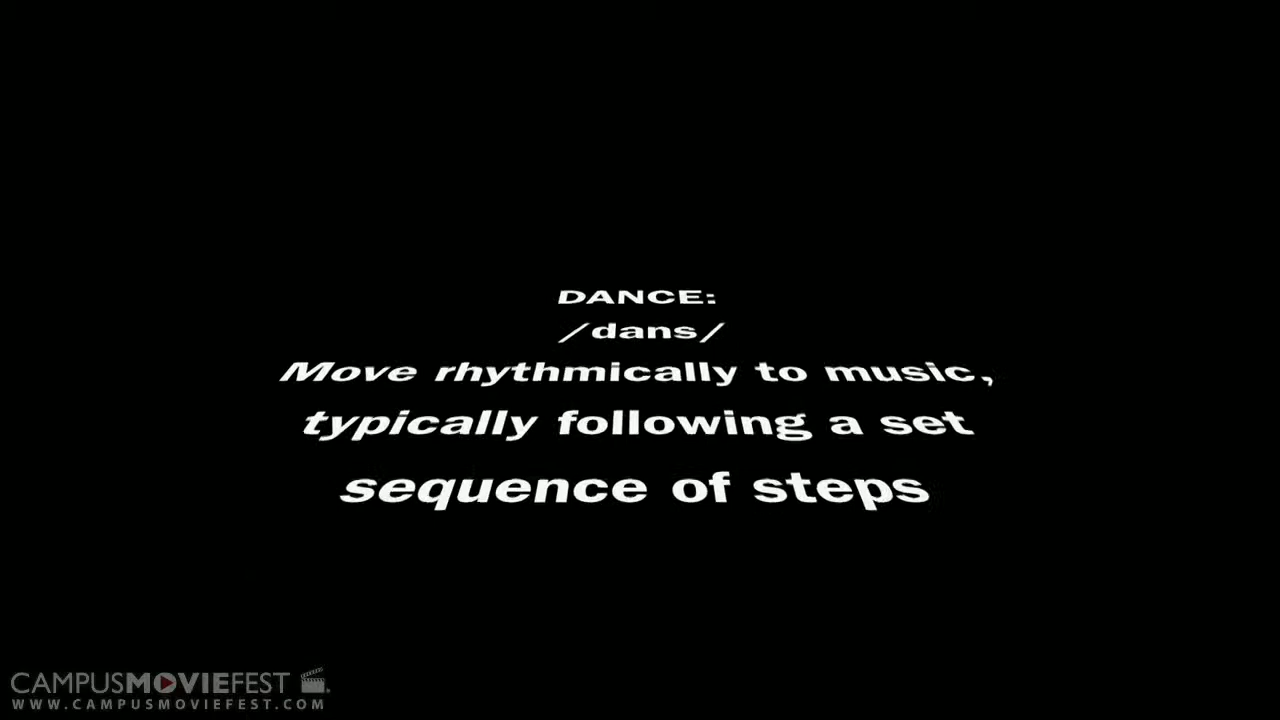 DANCE:
/dans/
Move rhythmically to music,
typically following a set
sequence of steps
CAMPUSMOVIEFEST
WWW.CAMPUSMOVIEFEST.COM